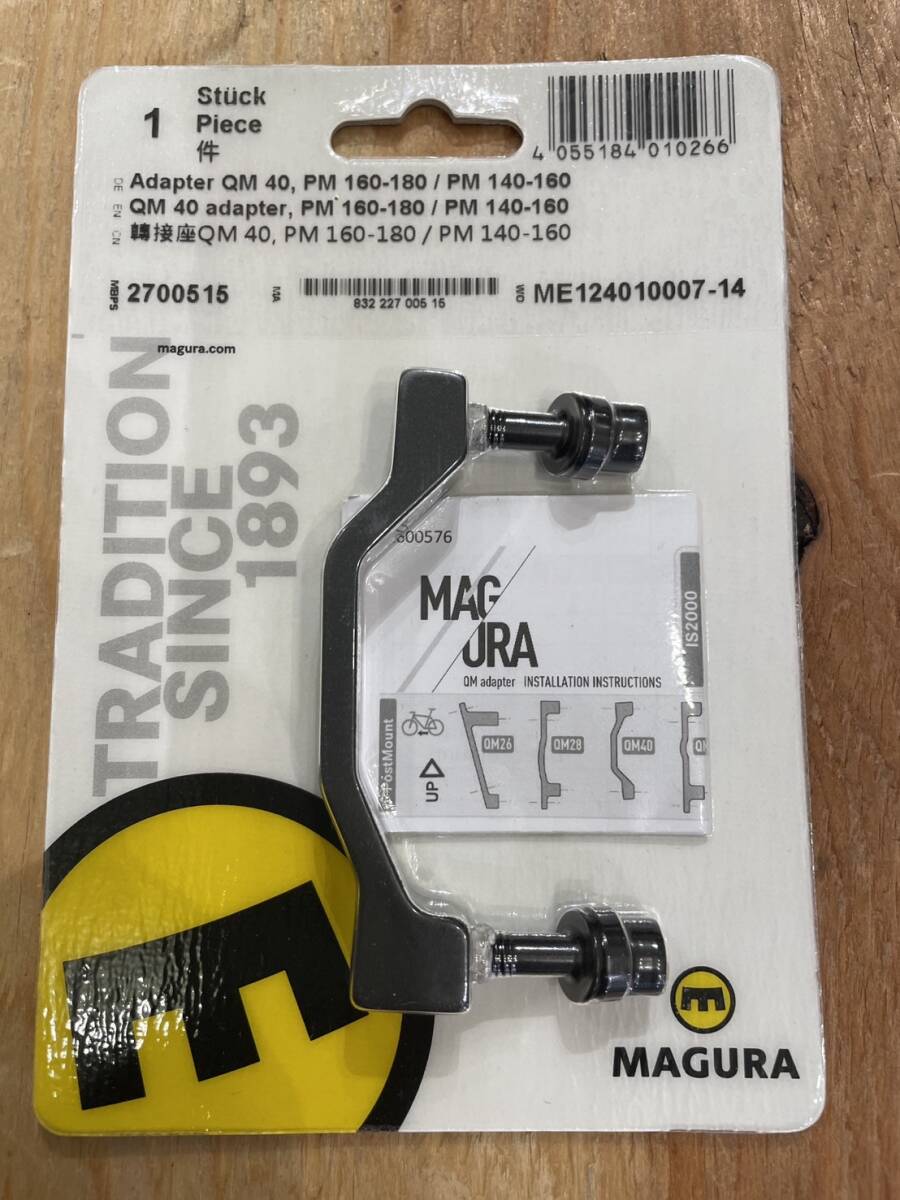 1
Stück
Piece
件
4 055184 010266
DE Adapter QM 40, PM 160-180 / PM 140-160
EN QM 40 adapter, PM 160-180 / PM 140-160
CN 轉接座QM 40, PM 160-180 / PM 140-160
MBPS 2700515
MA
832 227 005 15
WO ME124010007-14
magura.com
TRADITION
SINCE
1893
600576
MAG
URA
QM adapter INSTALLATION INSTRUCTIONS
IS2000
PostMount
UP
QM26
QM28
QM40
MAGURA